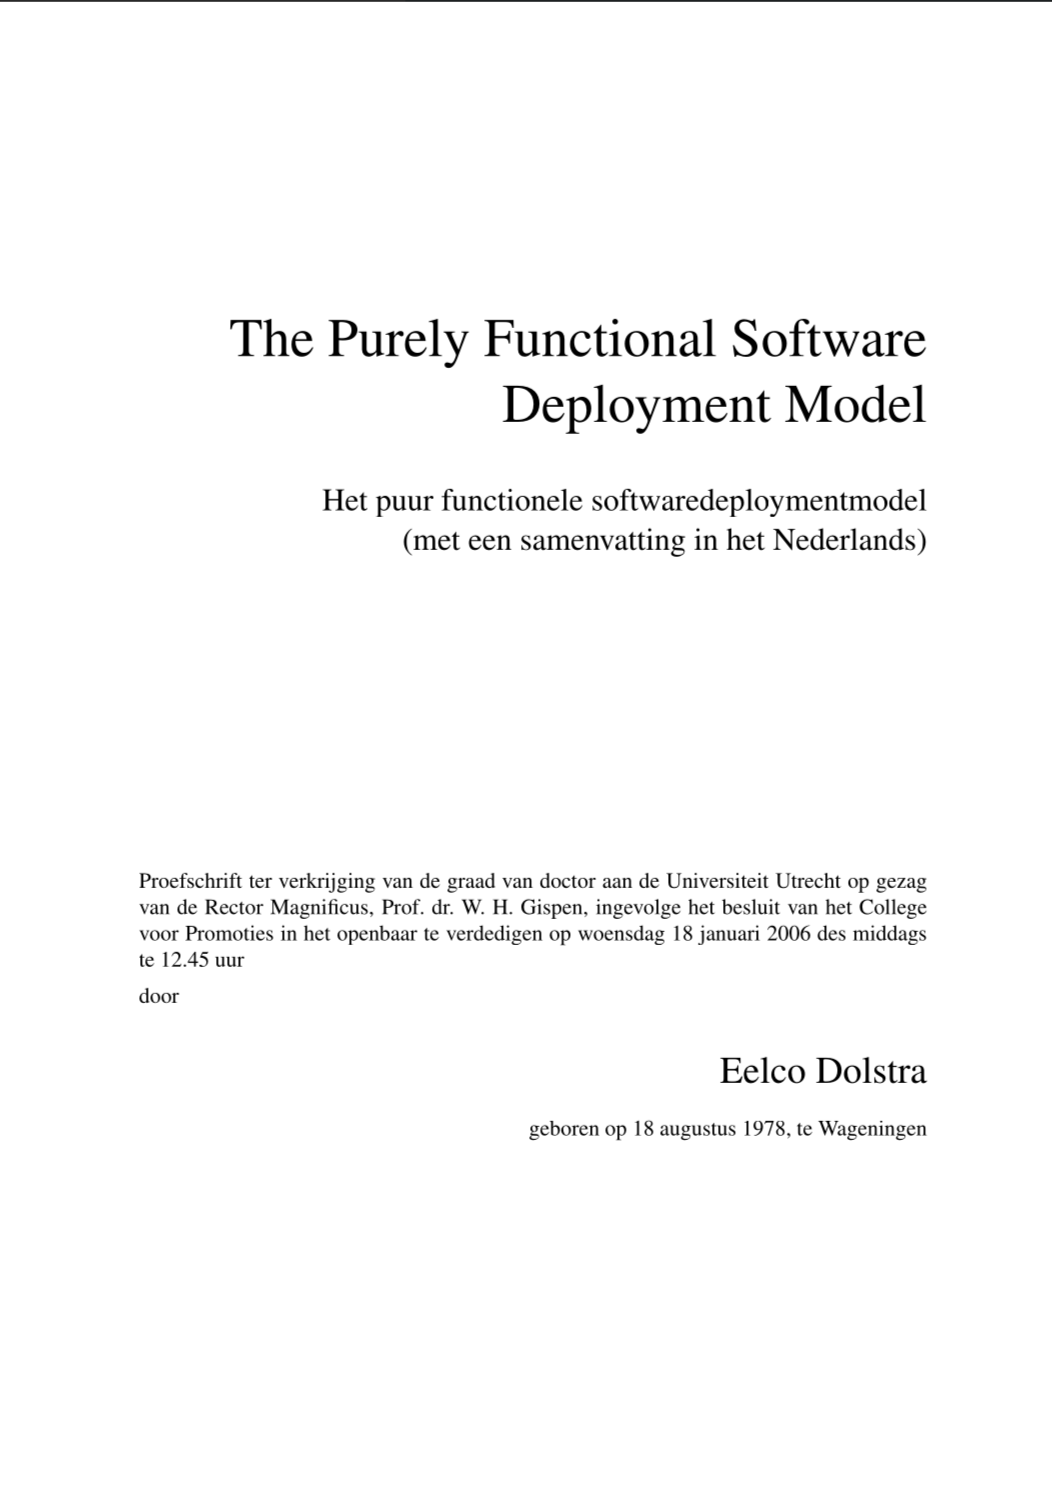 The Purely Functional Software
Deployment Model
Het puur functionele softwaredeploymentmodel
(met een samenvatting in het Nederlands)
Proefschrift ter verkrijging van de graad van doctor aan de Universiteit Utrecht op gezag
van de Rector Magnificus, Prof. dr. W. H. Gispen, ingevolge het besluit van het College
voor Promoties in het openbaar te verdedigen op woensdag 18 januari 2006 des middags
te 12.45 uur
door
Eelco Dolstra
geboren op 18 augustus 1978, te Wageningen